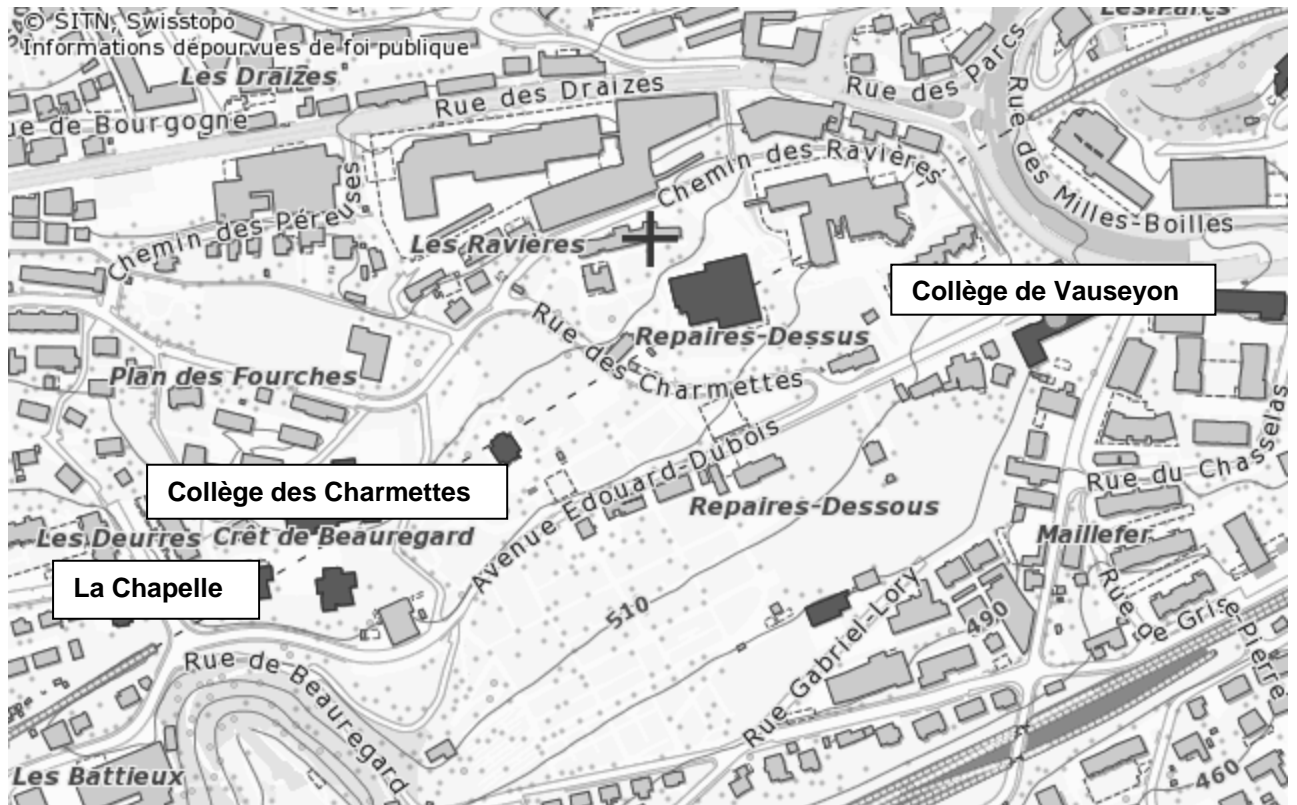 © SITN, Swisstopo
Informations dépourvues de foi publique
Les Parcs
Les Draizes
Rue des Draizes
Rue des Parcs
ue de Bourgogne
Rue des Milles-Boilles
Chemin des Ravières
Chemin des Péreuses
Les Ravières
Collège de Vauseyon
Rue des Charmettes
Repaires-Dessus
Plan des Fourches
Avenue Edouard-Dubois
Rue du Chasselas
Collège des Charmettes
Repaires-Dessous
Les Deurres
Crêt de Beauregard
Maillefer
La Chapelle
510
490
Rue Gabriel-Lory
Rue de Gris
e-Pierre
Rue de Beauregard
Les Battieux
460